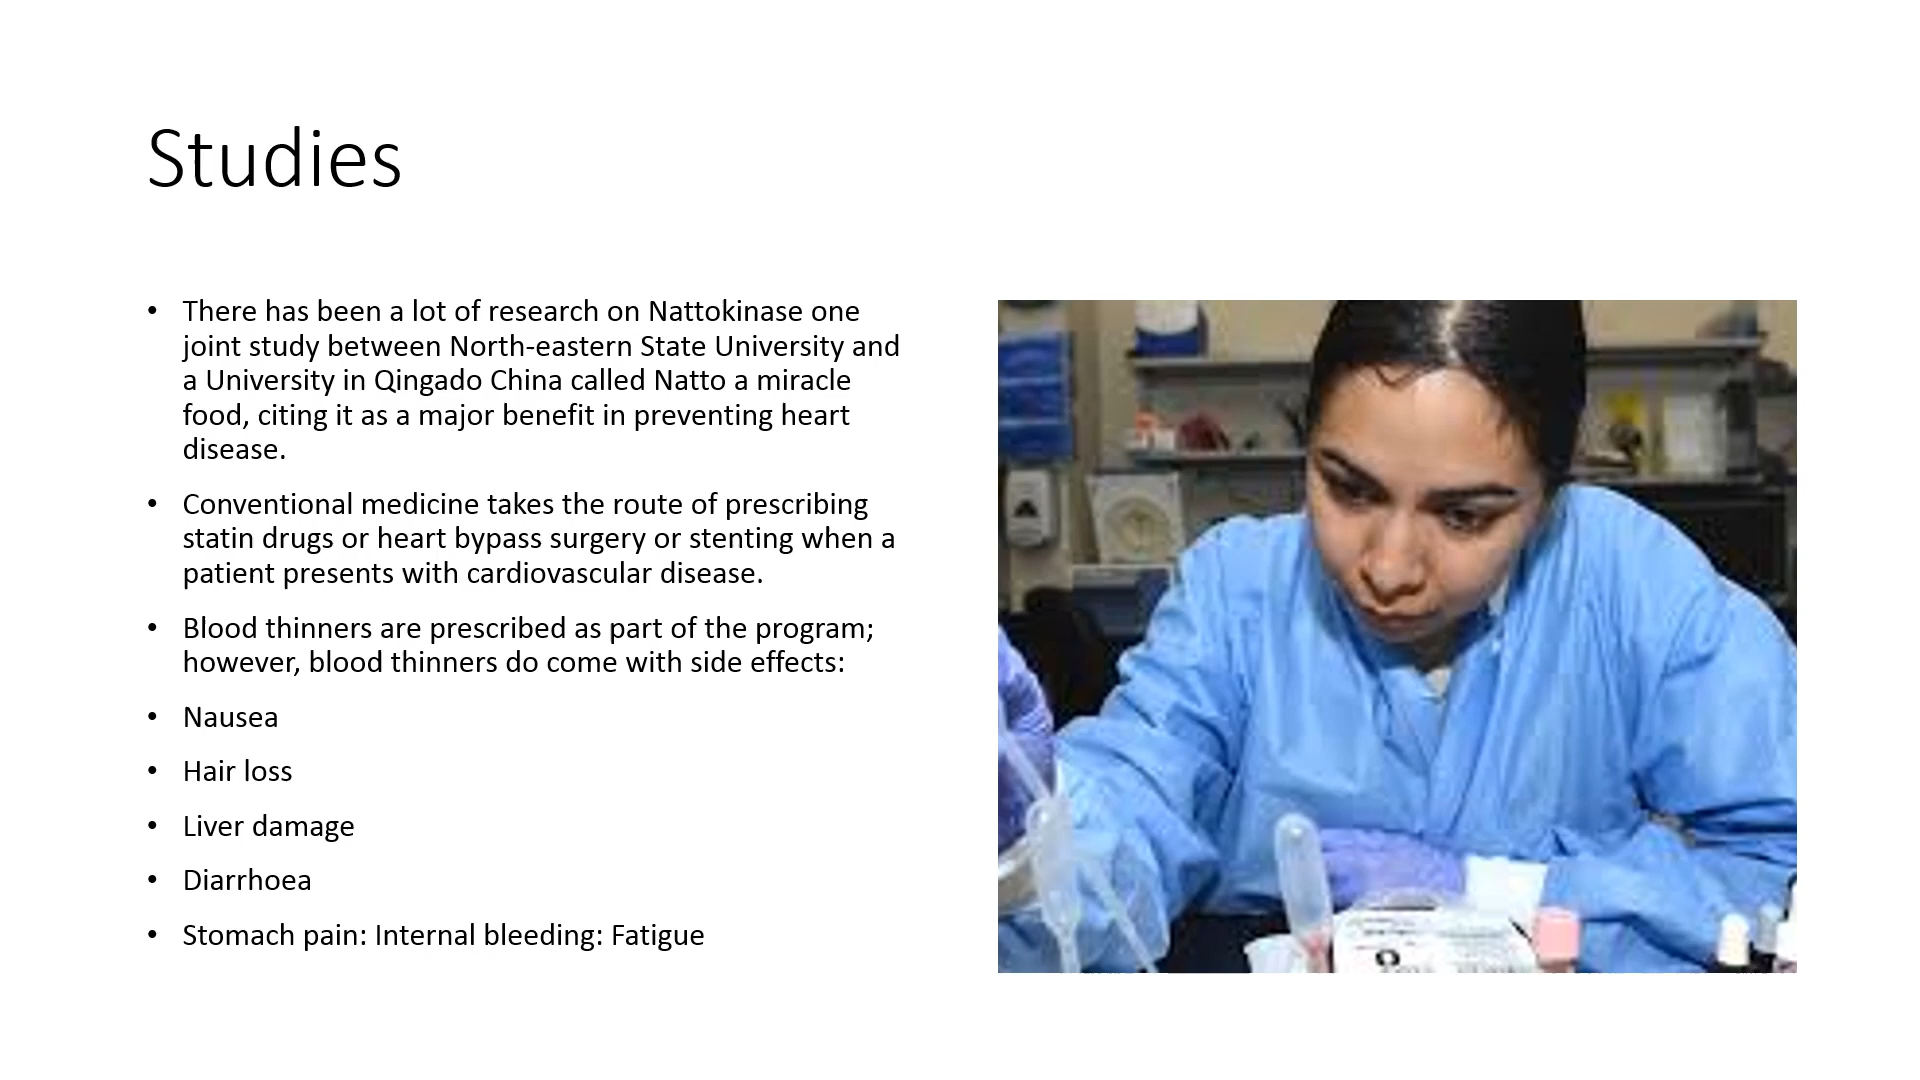 Studies
• There has been a lot of research on Nattokinase one
joint study between North-eastern State University and
a University in Qingado China called Natto a miracle
food, citing it as a major benefit in preventing heart
disease.
• Conventional medicine takes the route of prescribing
statin drugs or heart bypass surgery or stenting when a
patient presents with cardiovascular disease.
• Blood thinners are prescribed as part of the program;
however, blood thinners do come with side effects:
• Nausea
• Hair loss
• Liver damage
• Diarrhoea
• Stomach pain: Internal bleeding: Fatigue